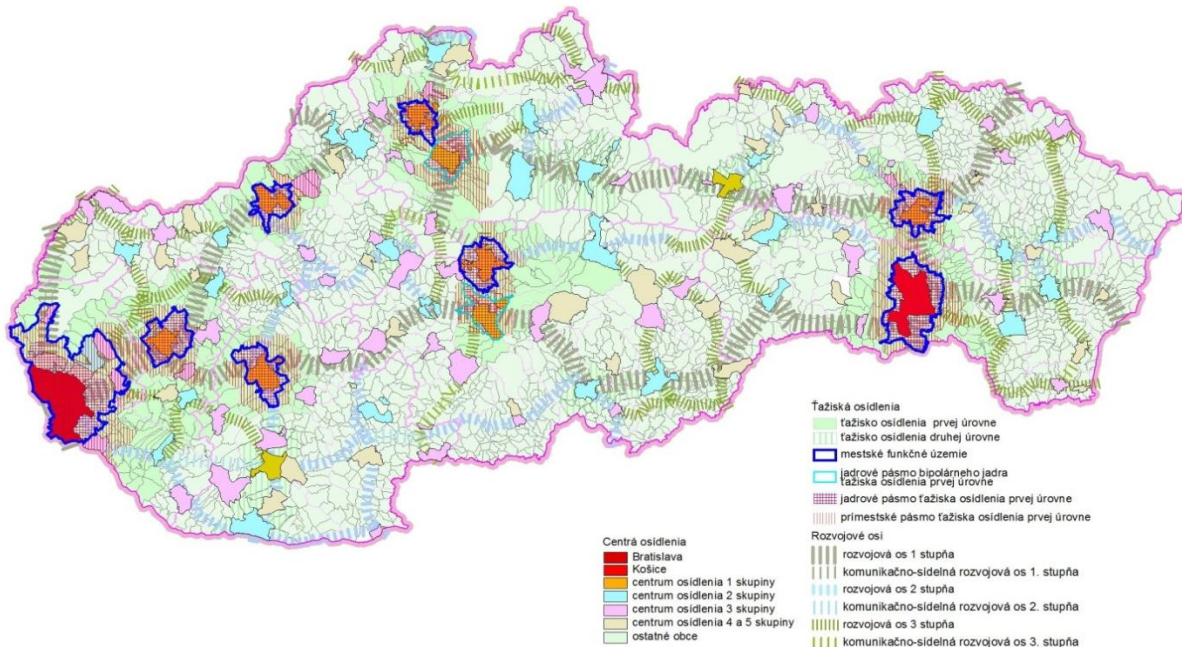 Ťažiská osídlenia
ťažisko osídlenia prvej úrovne
ťažisko osídlenia druhej úrovne
mestské funkčné územie
jadrové pásmo bipolárneho jadra
ťažiska osídlenia prvej úrovne
jadrové pásmo ťažiska osídlenia prvej úrovne
prímestské pásmo ťažiska osídlenia prvej úrovne
Rozvojové osi
rozvojová os 1 stupňa
komunikačno-sídelná rozvojová os 1. stupňa
rozvojová os 2 stupňa
komunikačno-sídelná rozvojová os 2. stupňa
rozvojová os 3 stupňa
komunikačno-sídelná rozvojová os 3. stupňa
Centrá osídlenia
Bratislava
Košice
centrum osídlenia 1 skupiny
centrum osídlenia 2 skupiny
centrum osídlenia 3 skupiny
centrum osídlenia 4 a 5 skupiny
ostatné obce